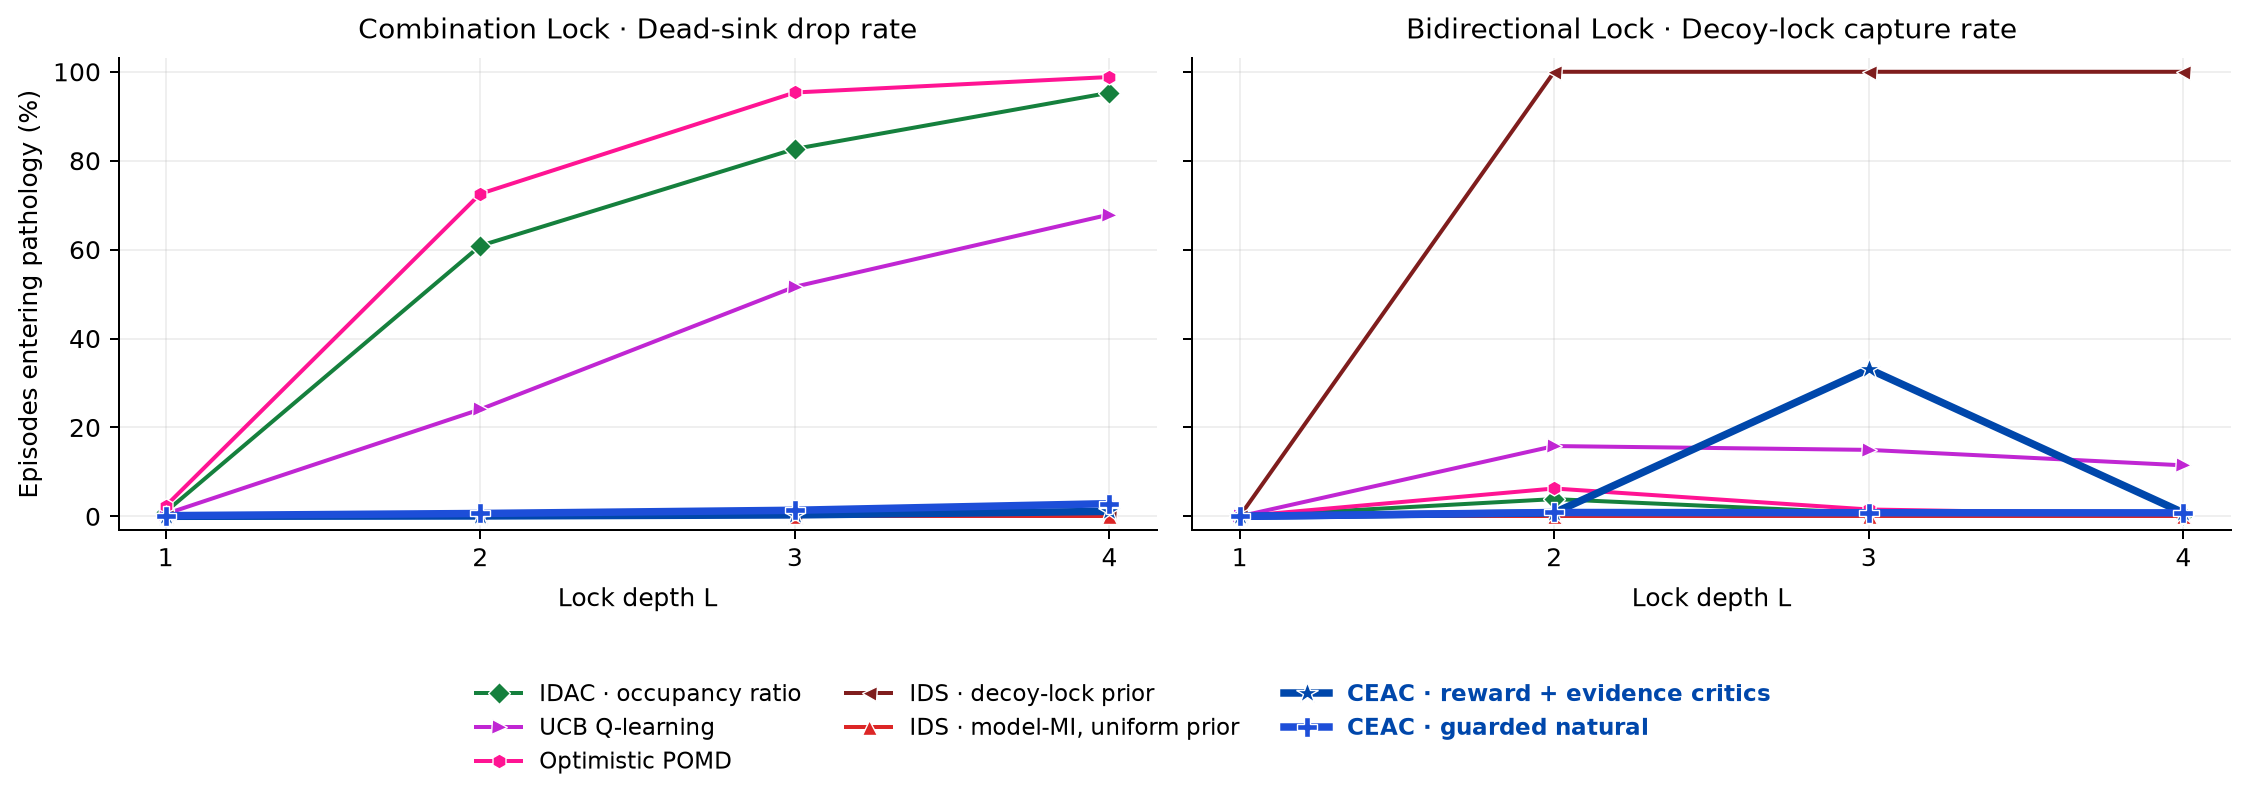 Combination Lock · Dead-sink drop rate
Bidirectional Lock · Decoy-lock capture rate
Episodes entering pathology (%)
100
80
60
40
20
0
1 2 3 4
1 2 3 4
Lock depth L
Lock depth L
IDAC · occupancy ratio
UCB Q-learning
Optimistic POMD
IDS · decoy-lock prior
IDS · model-MI, uniform prior
CEAC · reward + evidence critics
CEAC · guarded natural